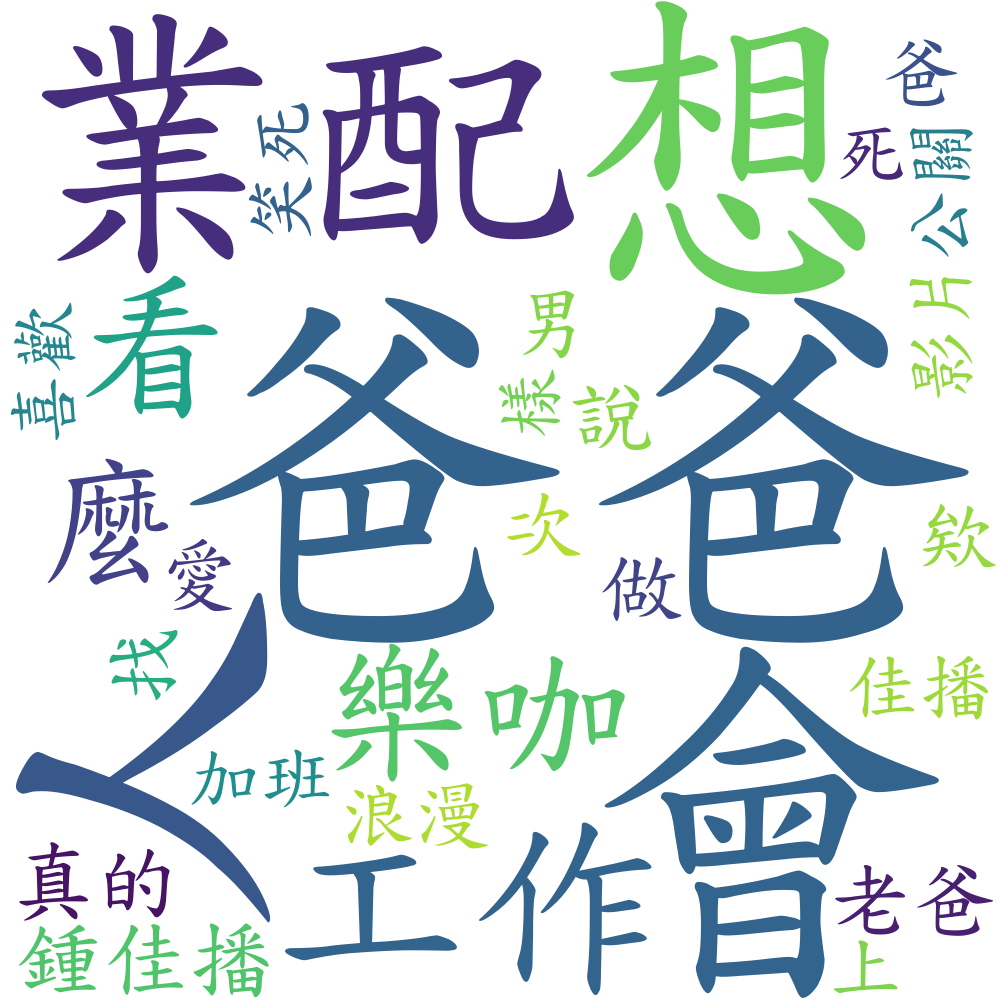 業配
想
爸
死
公關
笑死
影片
喜歡
看
爸爸
男
樣
說
麼
愛
次
欸
做
人
找
樂咖
會
佳播
加班
浪漫
工作
真的
老爸
鍾佳播
上